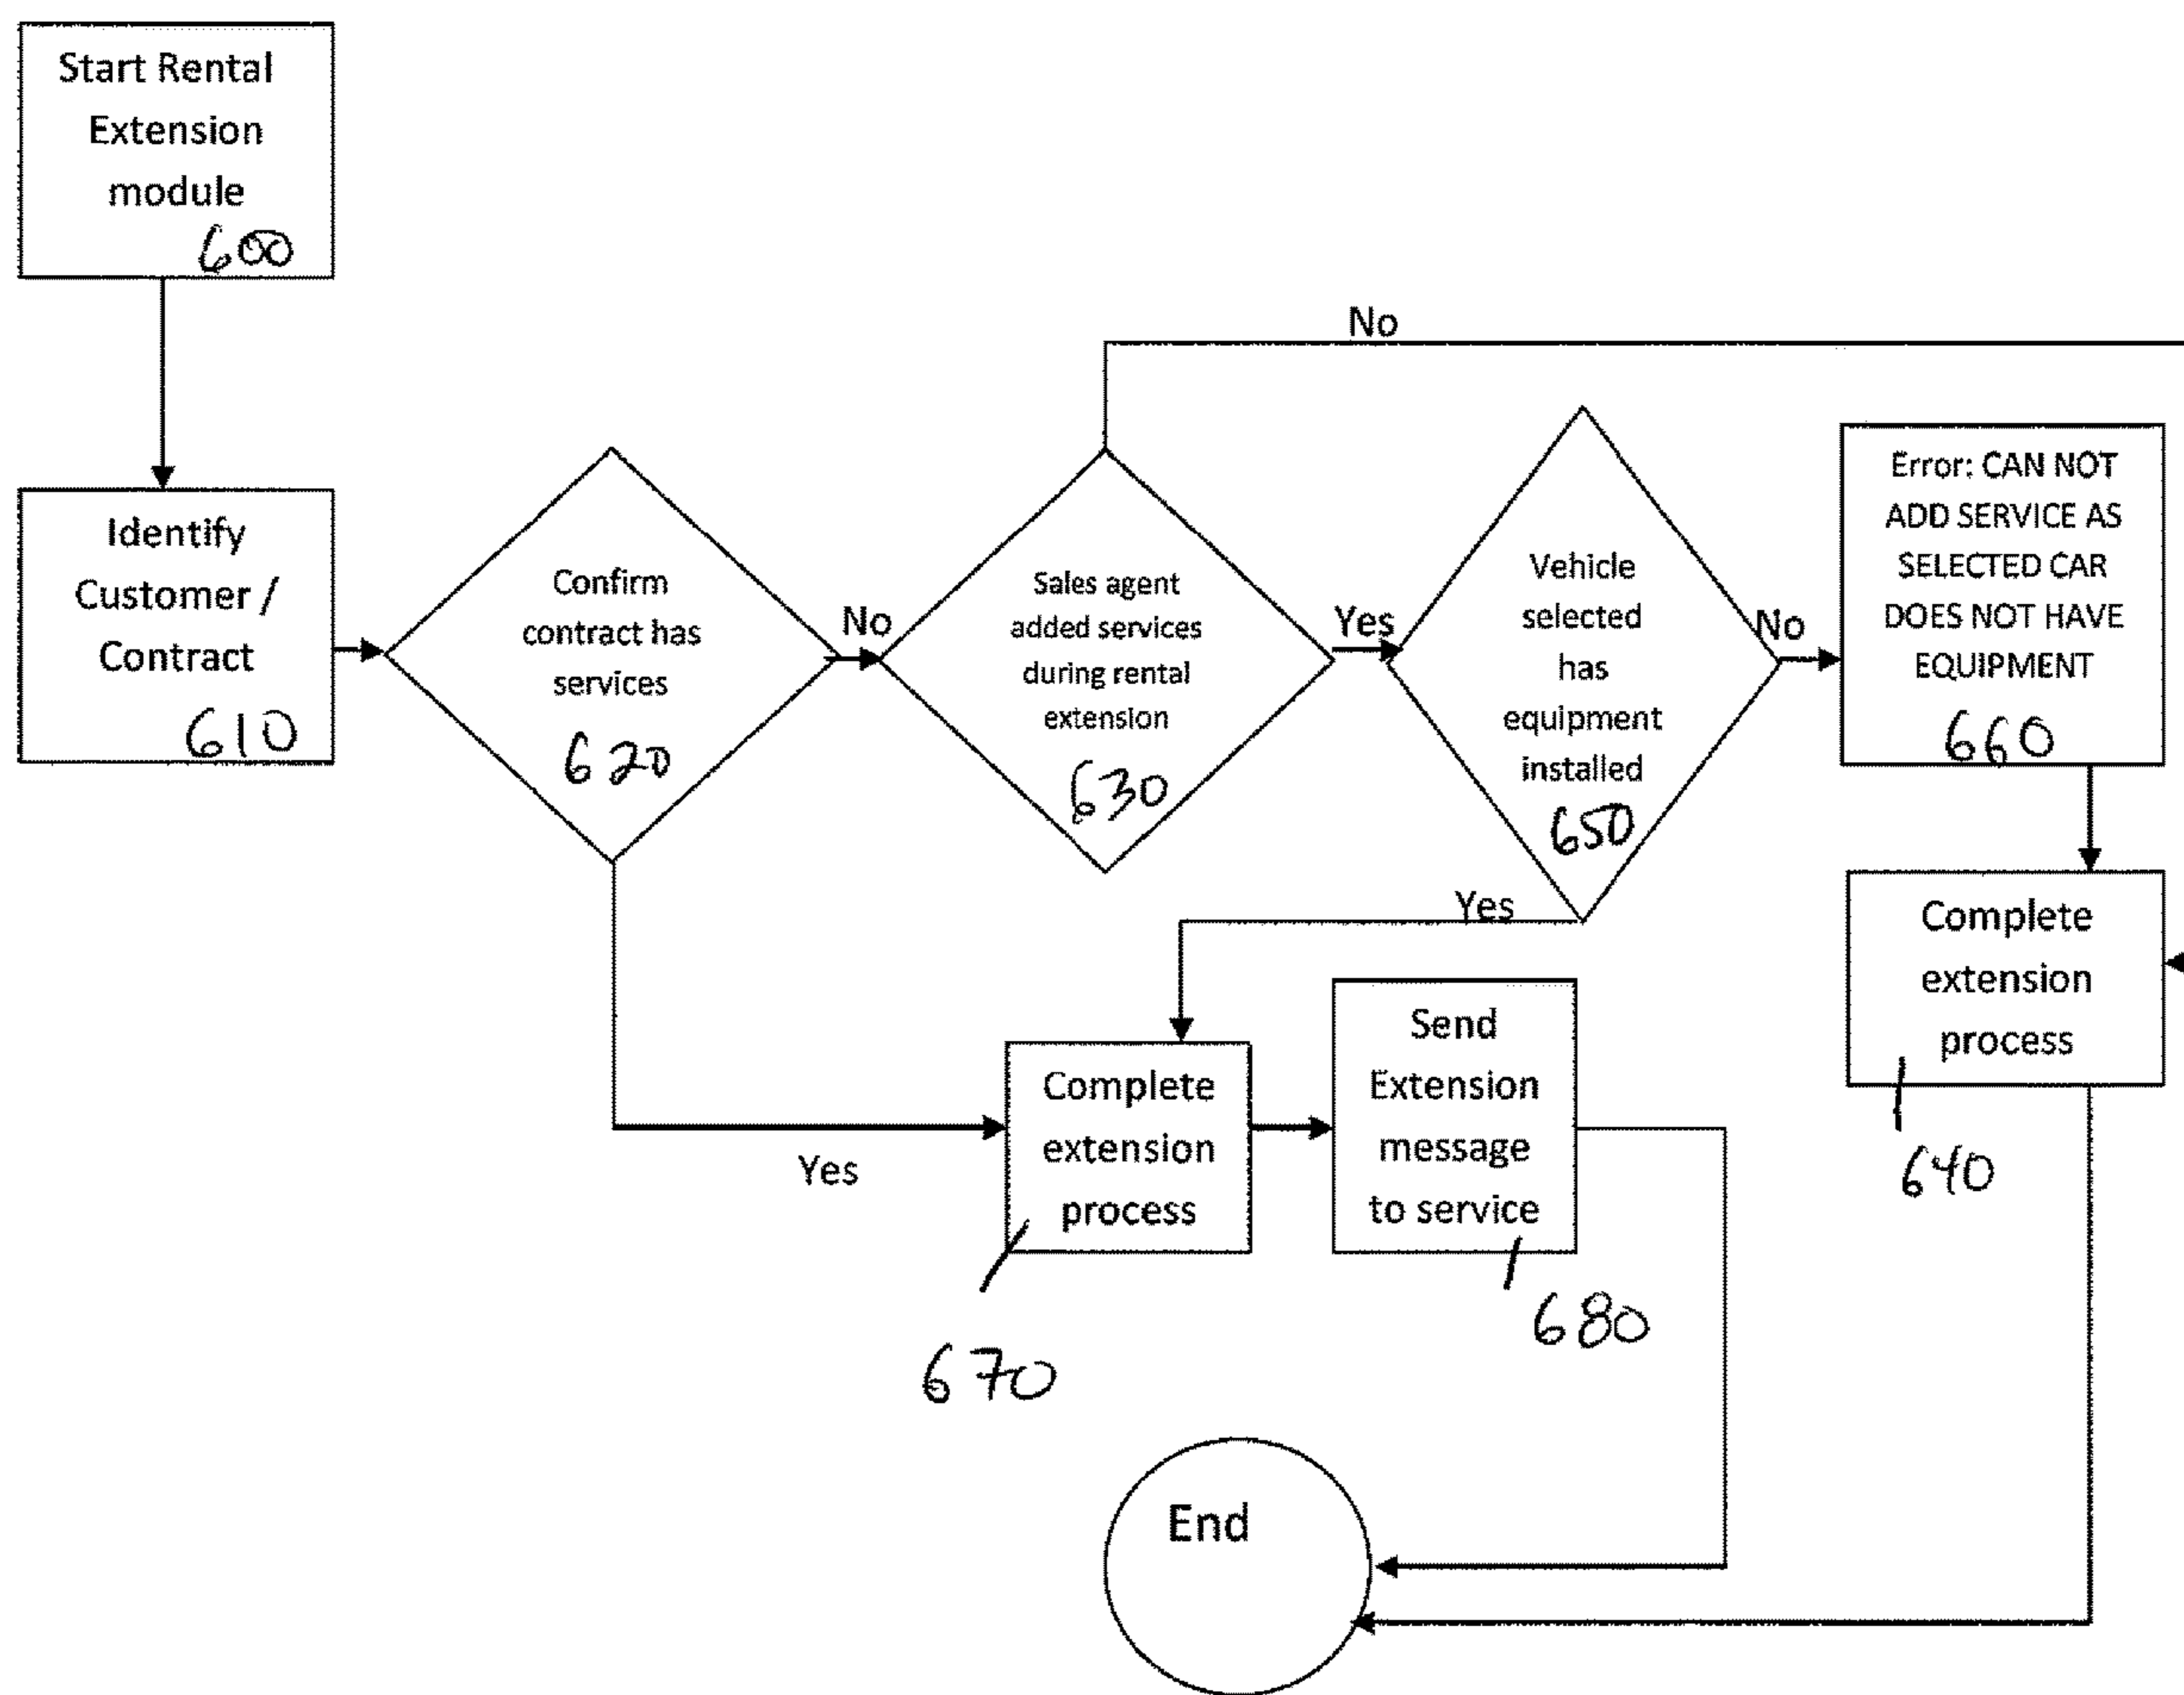 Start Rental
Extension
module
600
Identify
Customer /
Contract
610
Confirm
contract has
services
620
No
Sales agent
added services
during rental
extension
630
No
Yes
Vehicle
selected
has
equipment
installed
650
No
Error: CAN NOT
ADD SERVICE AS
SELECTED CAR
DOES NOT HAVE
EQUIPMENT
660
Complete
extension
process
640
Yes
Yes
Complete
extension
process
670
Send
Extension
message
to service
680
End